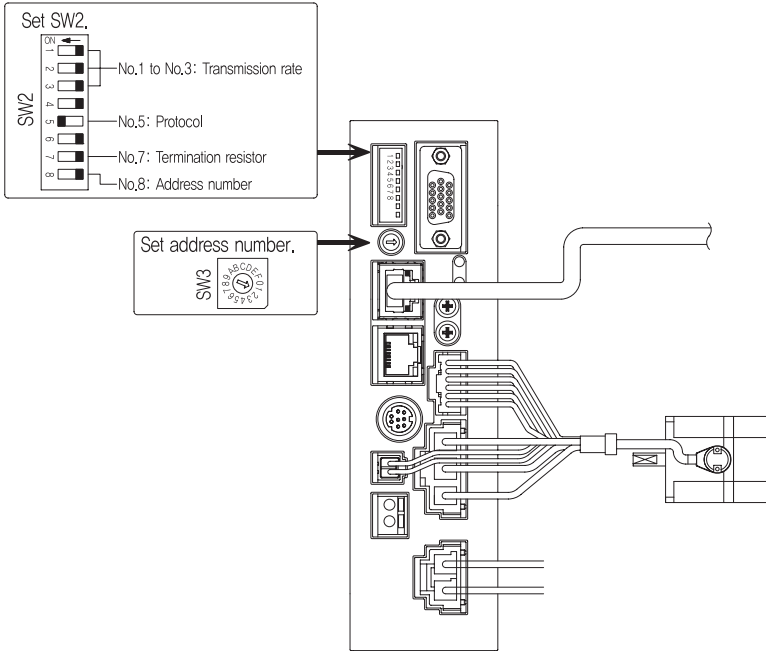 Set SW2.
ON
SW2
1
2
3
4
5
6
7
8
No.1 to No.3: Transmission rate
No.5: Protocol
No.7: Termination resistor
No.8: Address number
12345678
Set address number.
SW3
0123456789ABCDEF